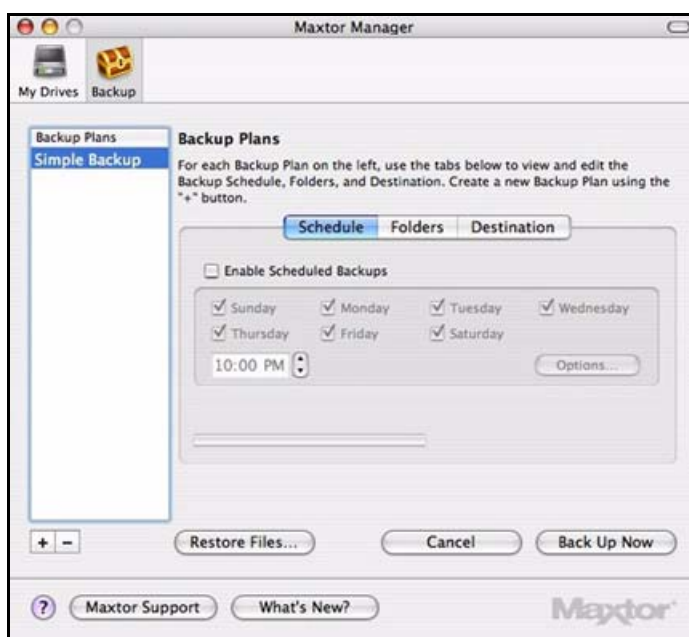 Maxtor Manager
My Drives Backup
Backup Plans
Simple Backup
Backup Plans
For each Backup Plan on the left, use the tabs below to view and edit the
Backup Schedule, Folders, and Destination. Create a new Backup Plan using the
"+" button.
Schedule Folders Destination
Enable Scheduled Backups
Sunday Monday Tuesday Wednesday
Thursday Friday Saturday
10:00 PM Options...
+ −
Restore Files... Cancel Back Up Now
? Maxtor Support What's New? Maxtor